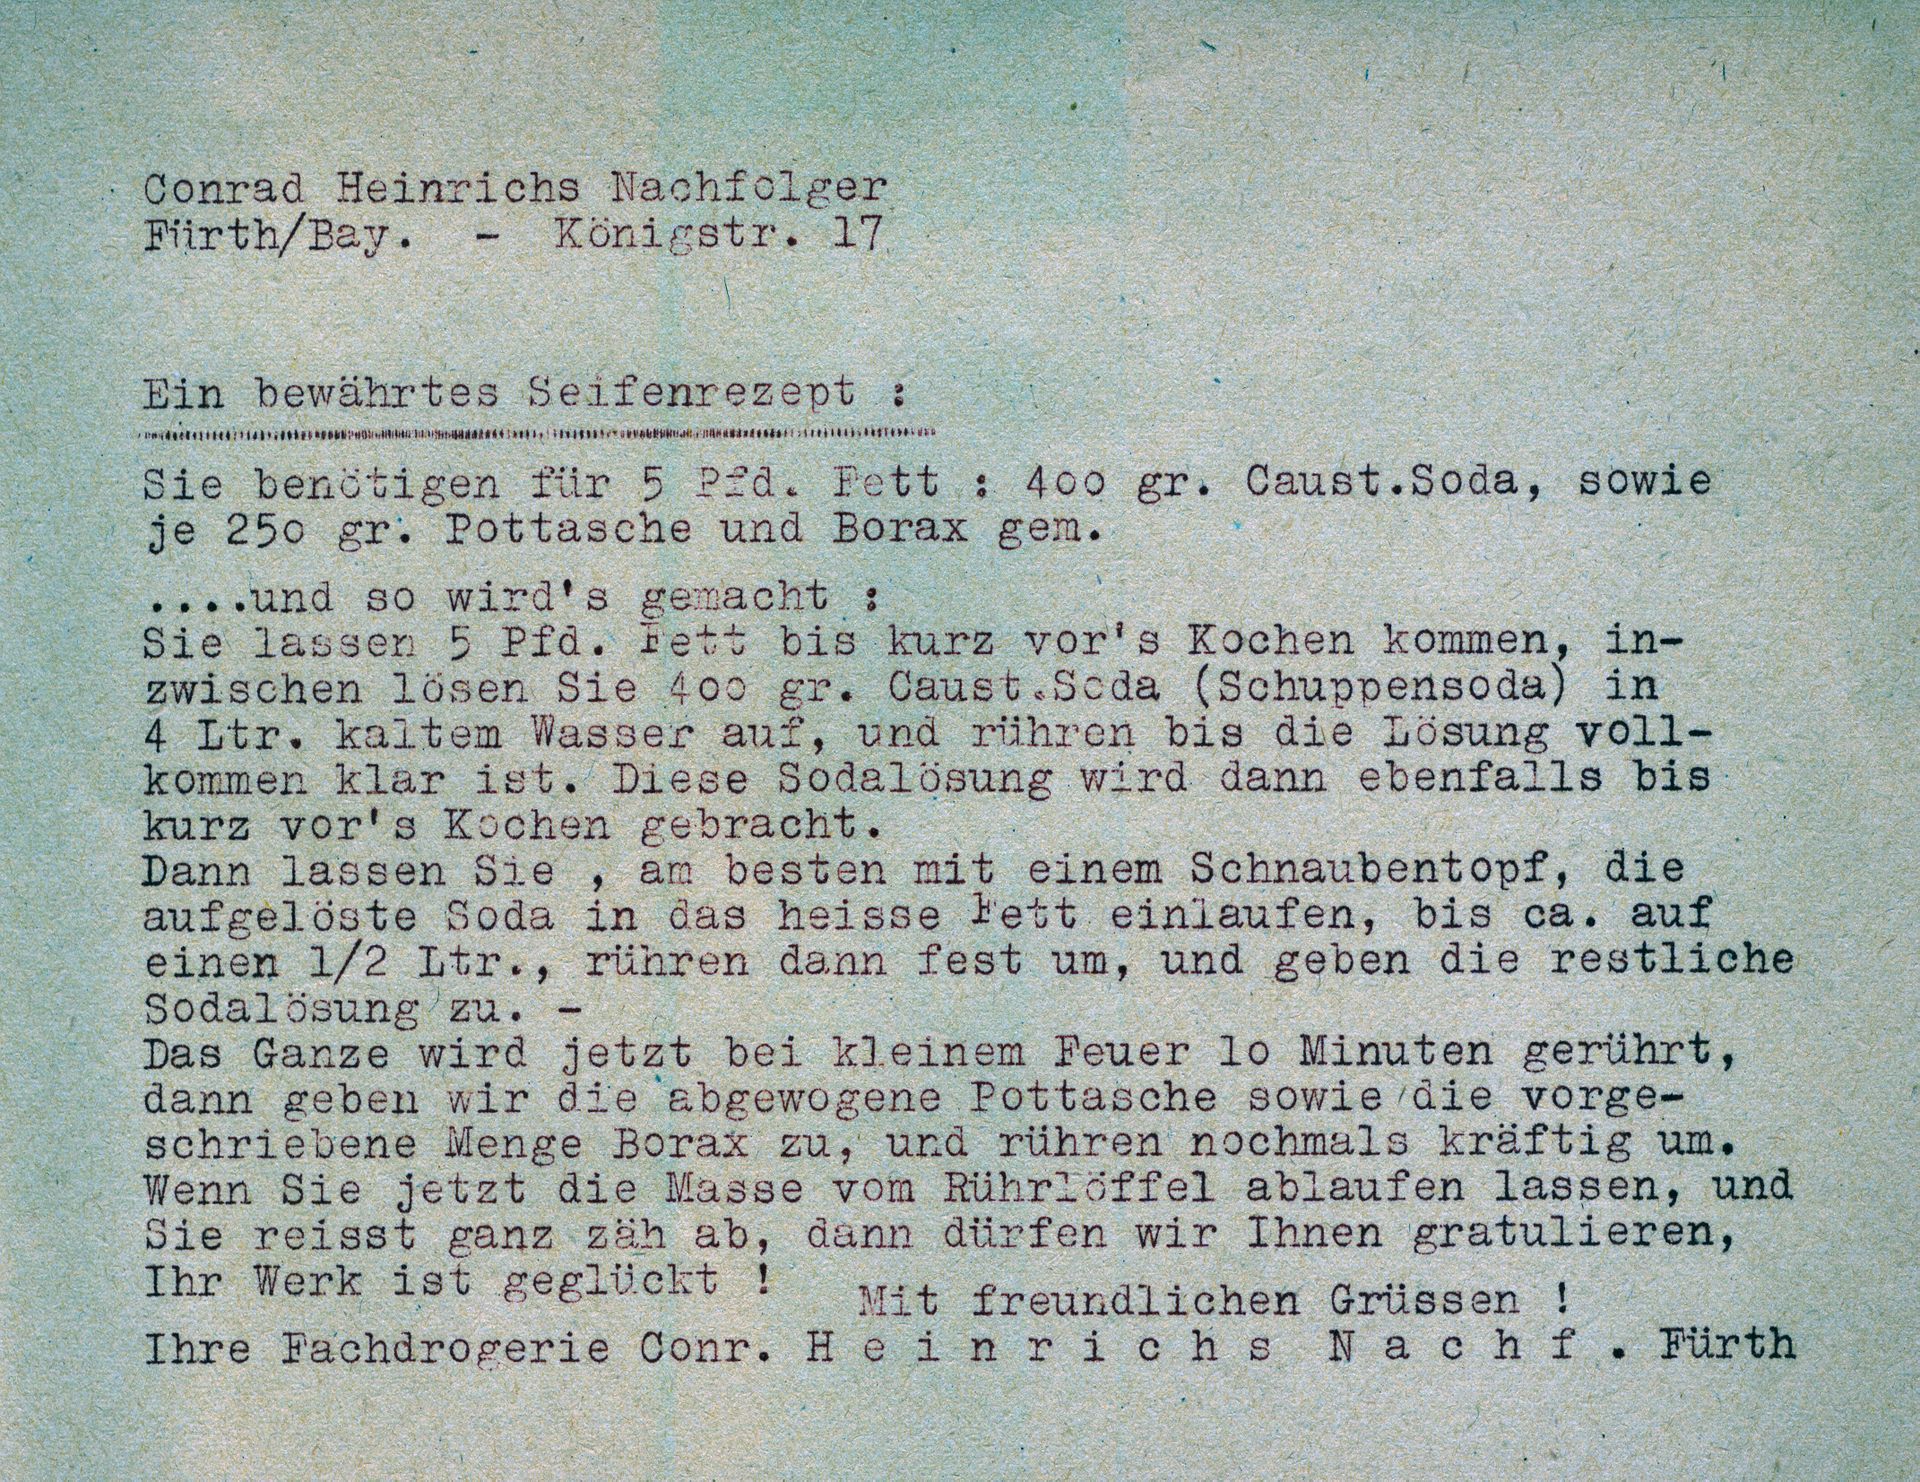 Conrad Heinrichs Nachfolger
Fürth/Bay. - Königstr. 17
Ein bewährtes Seifenrezept :
Sie benötigen für 5 Pfd. Fett : 4oo gr. Caust.Soda, sowie
je 25o gr. Pottasche und Borax gem.
....und so wird's gemacht :
Sie lassen 5 Pfd. Fett bis kurz vor's Kochen kommen, in-
zwischen lösen Sie 4oo gr. Caust.Soda (Schuppensoda) in
4 Ltr. kaltem Wasser auf, und rühren bis die Lösung voll-
kommen klar ist. Diese Sodalösung wird dann ebenfalls bis
kurz vor's Kochen gebracht.
Dann lassen Sie , am besten mit einem Schnaubentopf, die
aufgelöste Soda in das heisse Fett einlaufen, bis ca. auf
einen 1/2 Ltr., rühren dann fest um, und geben die restliche
Sodalösung zu. -
Das Ganze wird jetzt bei kleinem Feuer lo Minuten gerührt,
dann geben wir die abgewogene Pottasche sowie die vorge-
schriebene Menge Borax zu, und rühren nochmals kräftig um.
Wenn Sie jetzt die Masse vom Rührlöffel ablaufen lassen, und
Sie reisst ganz zäh ab, dann dürfen wir Ihnen gratulieren,
Ihr Werk ist geglückt !
Mit freundlichen Grüssen !
Ihre Fachdrogerie Conr. H e i n r i c h s N a c h f . Fürth